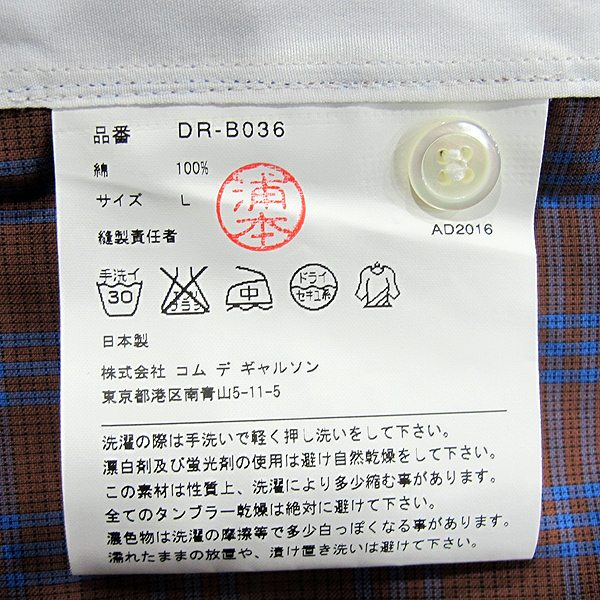 品番 DR-B036
綿 100%
サイズ L
浦本
縫製責任者
AD2016
手洗イ
30
エンソ
サラシ
中
ドライ
セキユ系
日本製
株式会社 コム デ ギャルソン
東京都港区南青山5-11-5
洗濯の際は手洗いで軽く押し洗いをして下さい。
漂白剤及び蛍光剤の使用は避け自然乾燥をして下さい。
この素材は性質上、洗濯により多少縮む事があります。
全てのタンブラー乾燥は絶対に避けて下さい。
濃色物は洗濯の摩擦等で多少白っぽくなる事があります。
濡れたままの放置や、漬け置き洗いは避けて下さい。